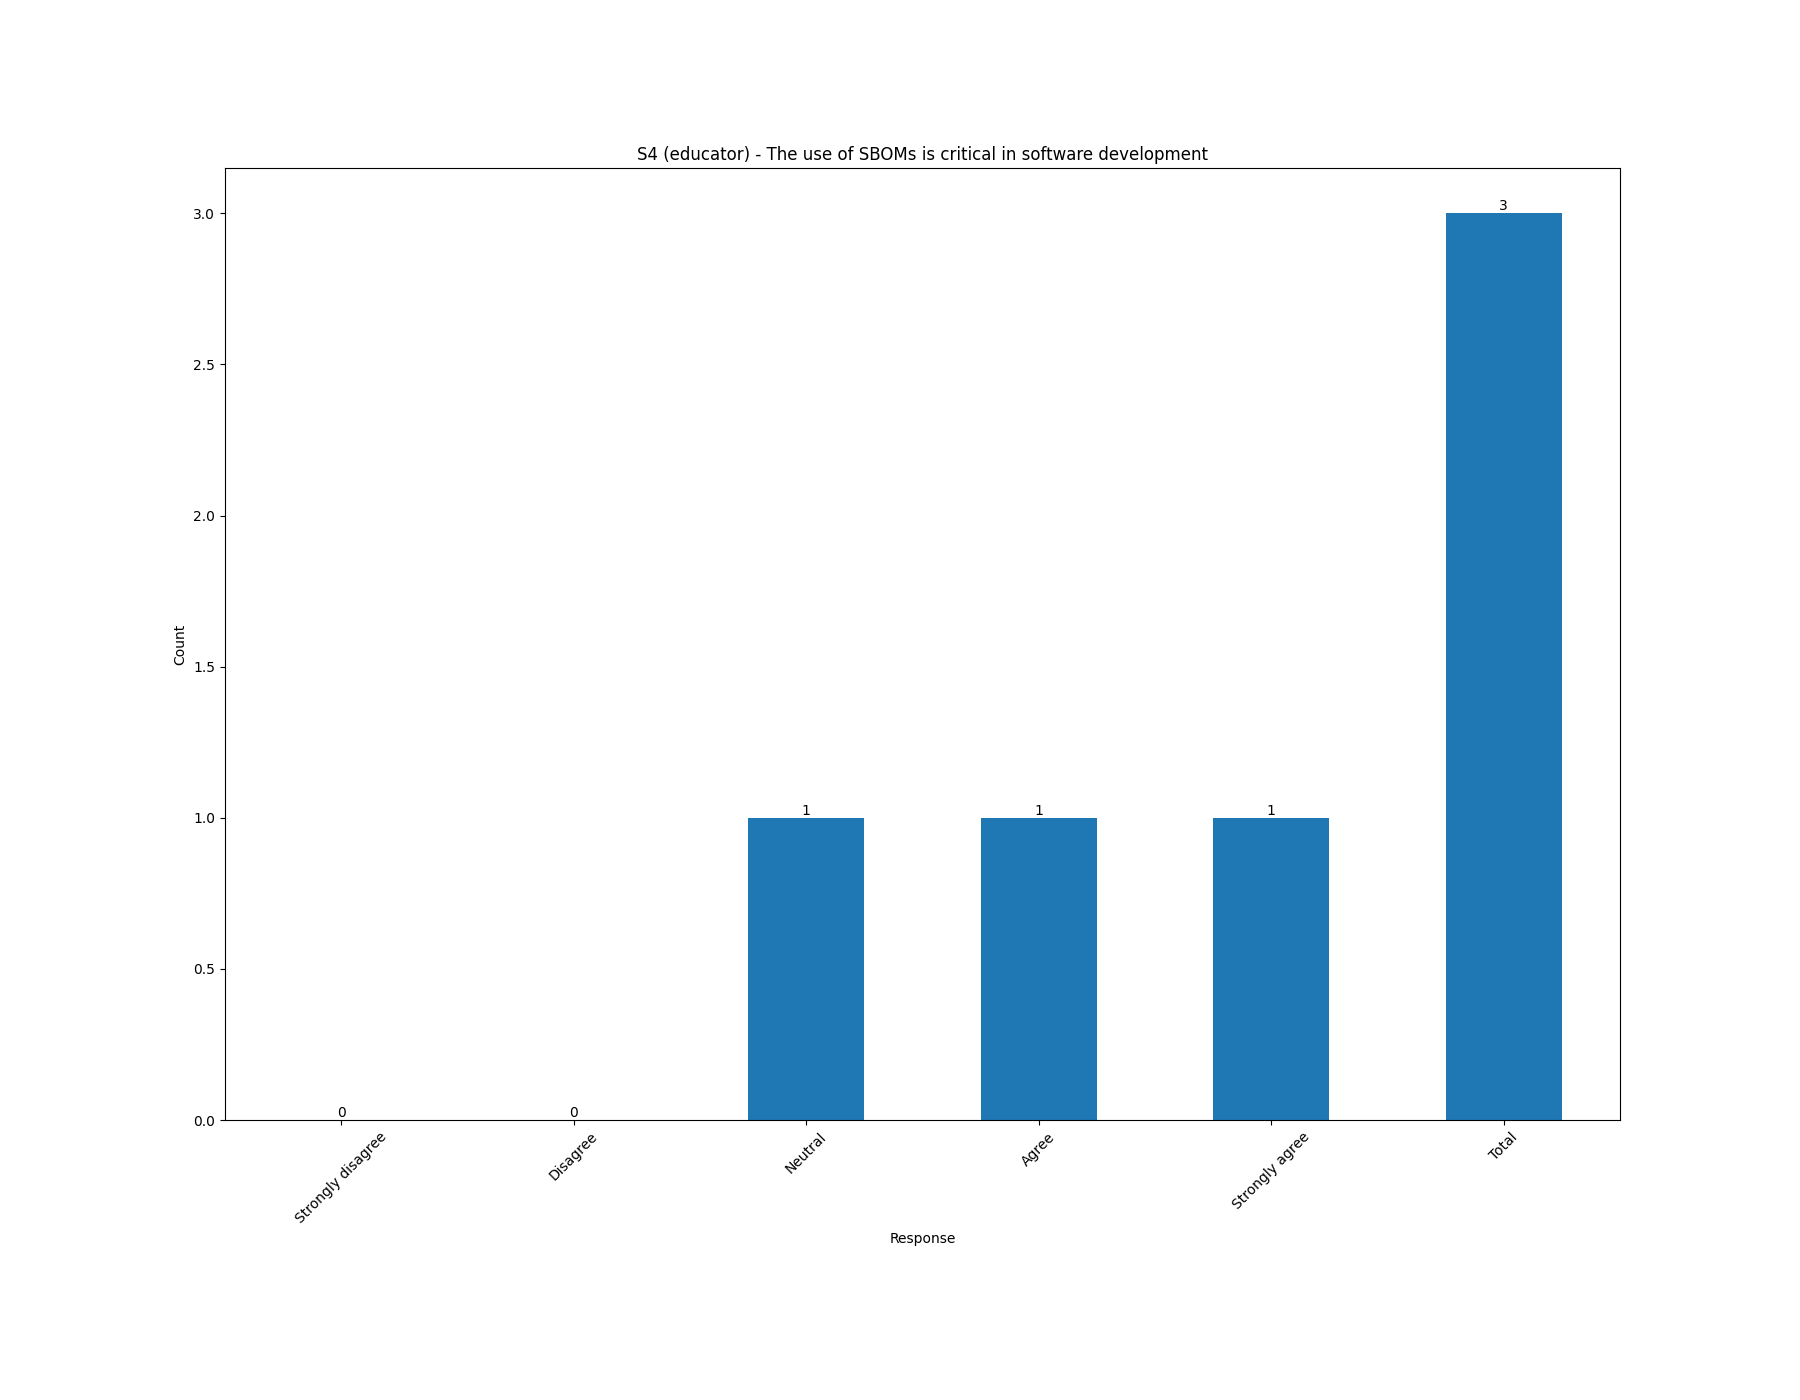 S4 (educator) - The use of SBOMs is critical in software development
3.0
2.5
2.0
1.5
1.0
0.5
0.0
Count
0
0
1
1
1
3
Strongly disagree
Disagree
Neutral
Agree
Strongly agree
Total
Response